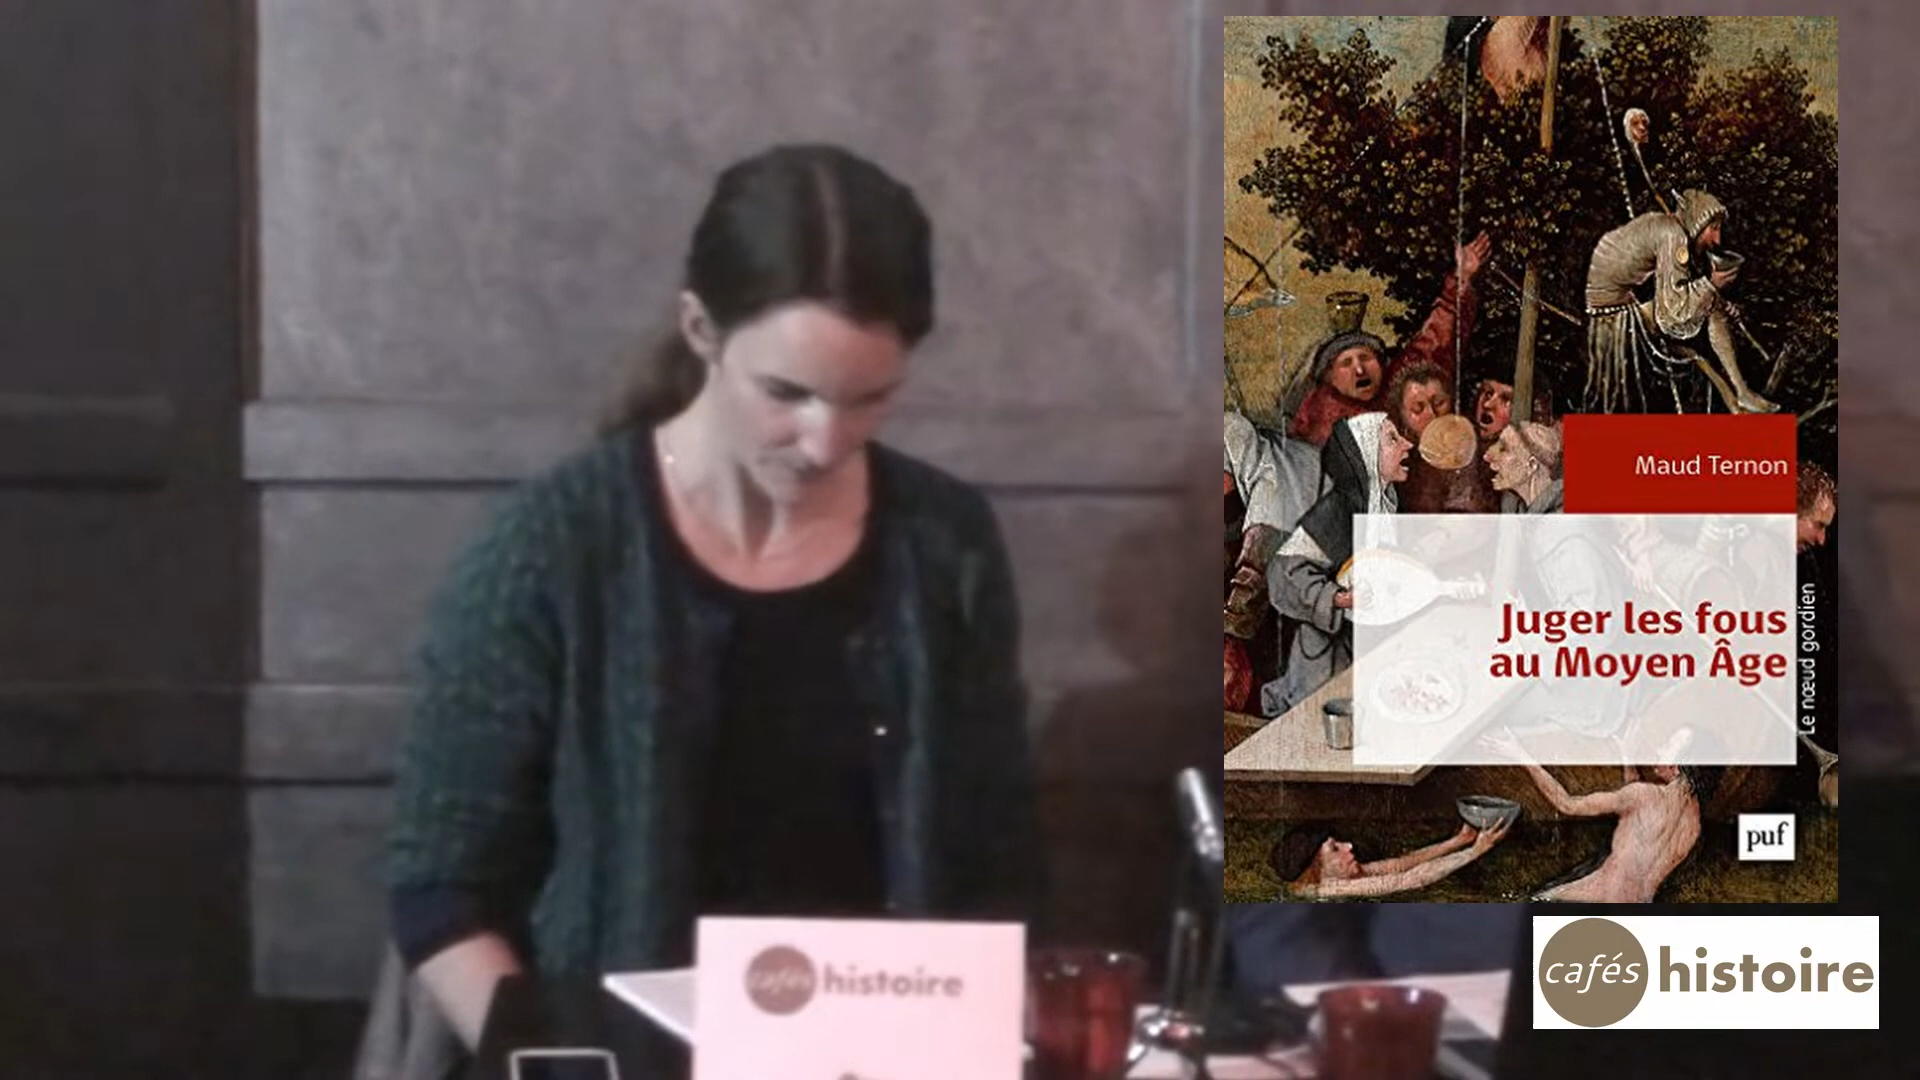 Maud Ternon
Juger les fous
au Moyen Âge
Le nœud gordien
puf
cafés histoire
cafés histoire